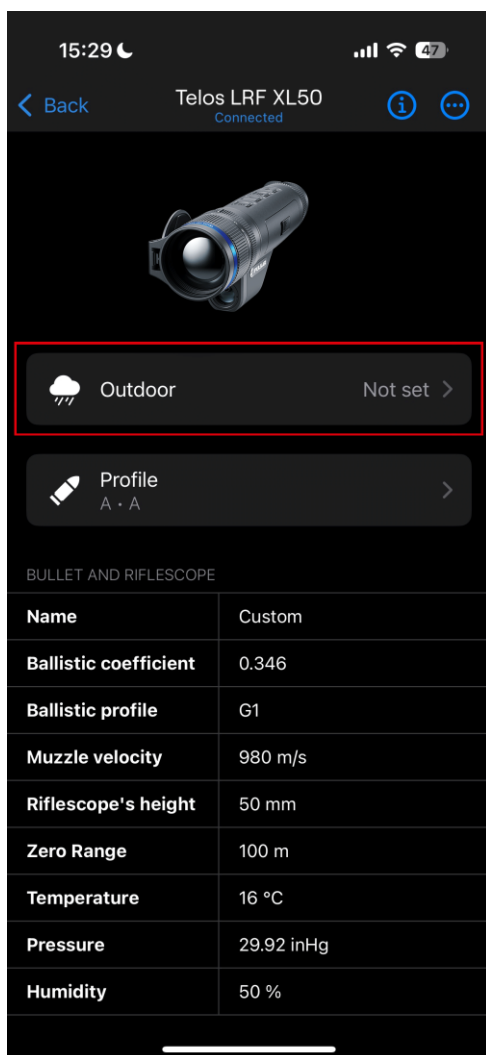 15:29
47
Back
Telos LRF XL50
Connected
Outdoor
Not set
Profile
A • A
BULLET AND RIFLESCOPE
Name Custom
Ballistic coefficient 0.346
Ballistic profile G1
Muzzle velocity 980 m/s
Riflescope's height 50 mm
Zero Range 100 m
Temperature 16 °C
Pressure 29.92 inHg
Humidity 50 %